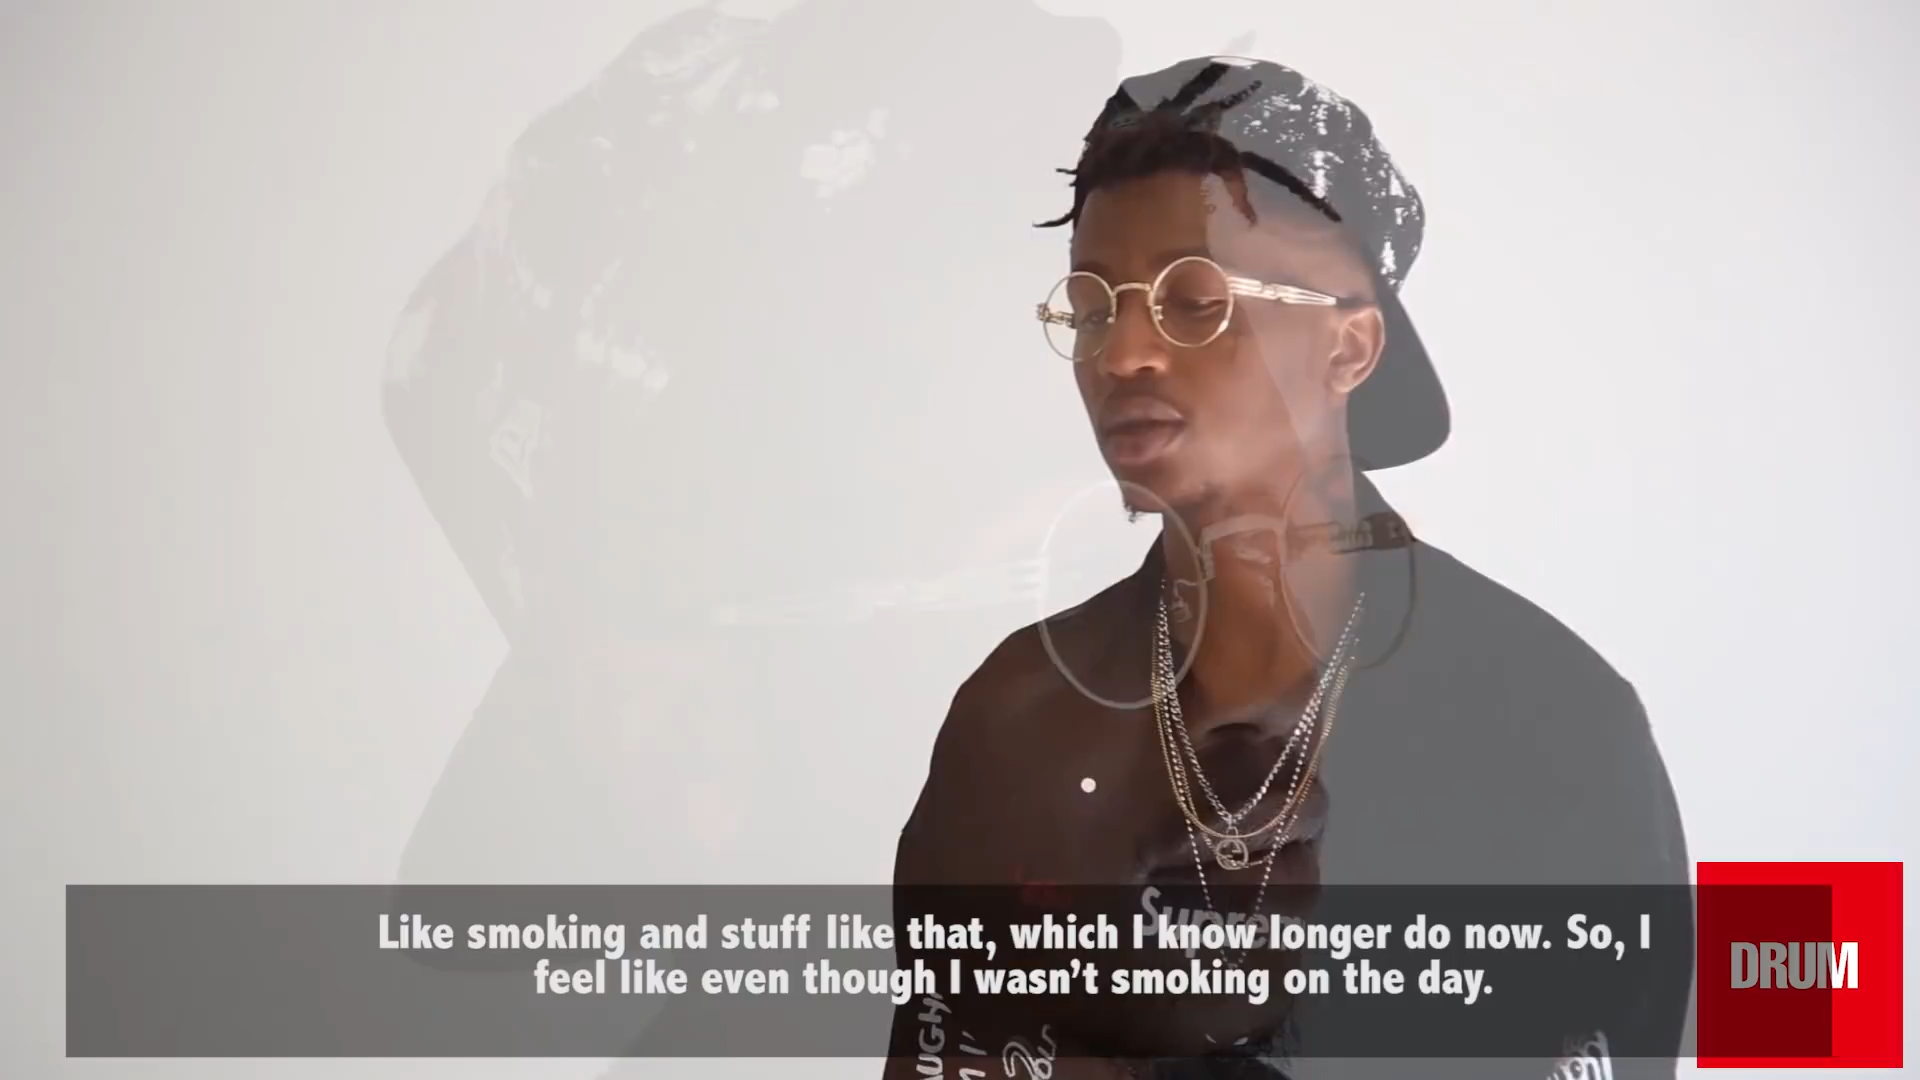 Supre
Like smoking and stuff like that, which I know longer do now. So, I
feel like even though I wasn’t smoking on the day.
DRUM